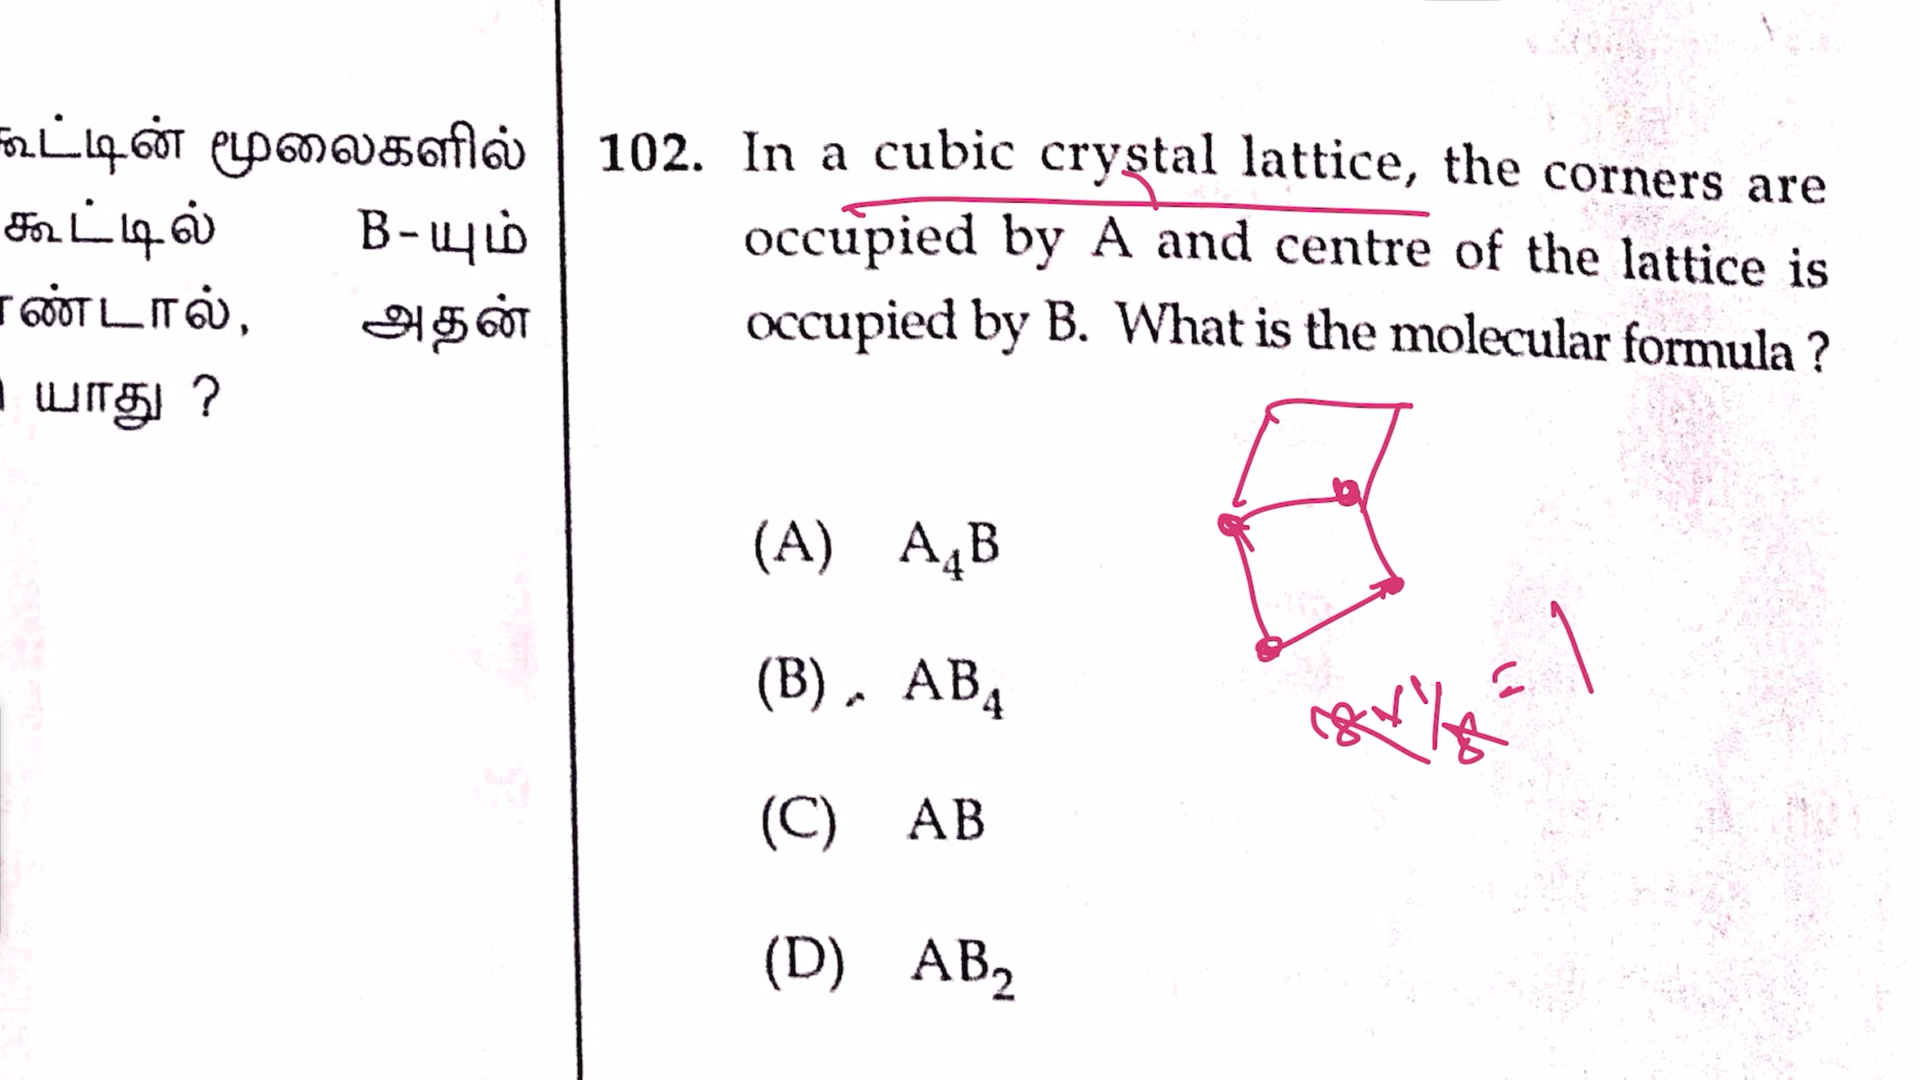 கூட்டின் மூலைகளில்
கூட்டில் B-யும்
அதன்
யாது ?
102. In a cubic crystal lattice, the corners are
occupied by A and centre of the lattice is
occupied by B. What is the molecular formula ?
(A) A₄B
(B) AB₄
(C) AB
(D) AB₂
8 × 1/8 = 1